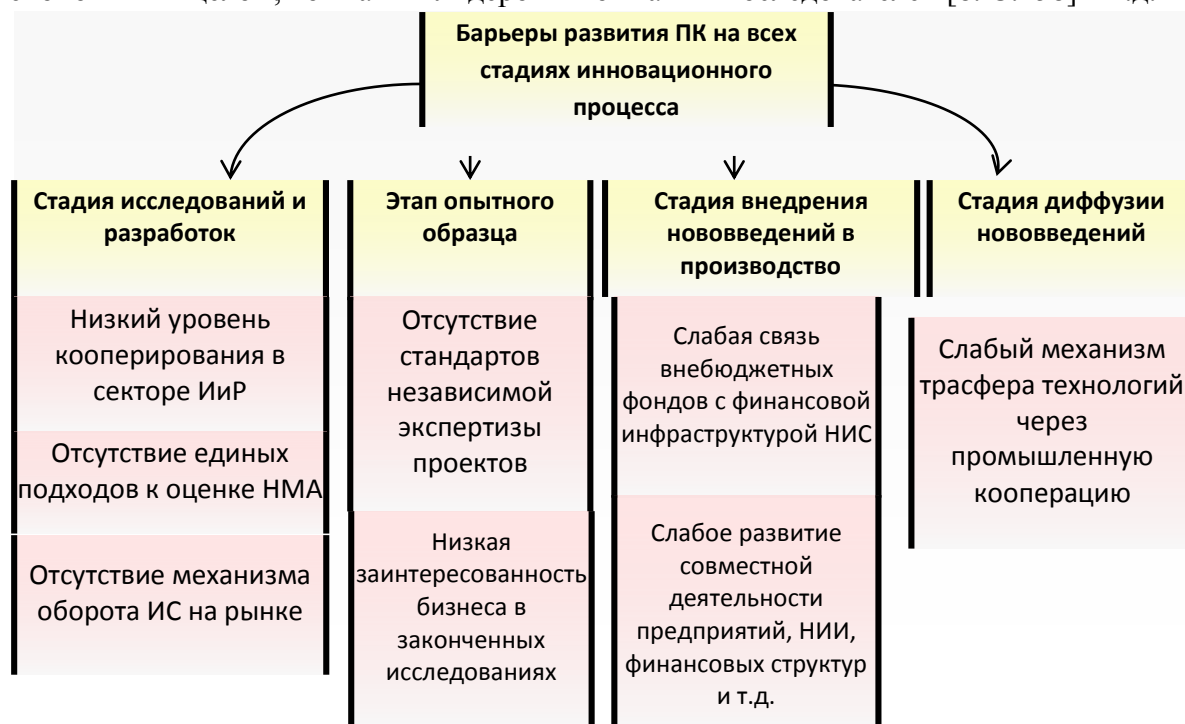 Барьеры развития ПК на всех
стадиях инновационного
процесса
Стадия исследований и
разработок
Низкий уровень
кооперирования в
секторе ИиР
Отсутствие единых
подходов к оценке НМА
Отсутствие механизма
оборота ИС на рынке
Этап опытного
образца
Отсутствие
стандартов
независимой
экспертизы
проектов
Низкая
заинтересованность
бизнеса в
законченных
исследованиях
Стадия внедрения
нововведений в
производство
Слабая связь
внебюджетных
фондов с финансовой
инфраструктурой НИС
Слабое развитие
совместной
деятельности
предприятий, НИИ,
финансовых структур
и т.д.
Стадия диффузии
нововведений
Слабый механизм
трасфера технологий
через
промышленную
кооперацию